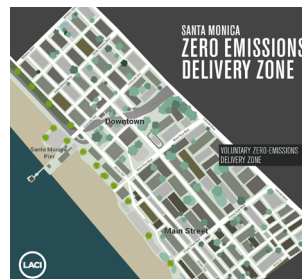 SANTA MONICA
ZERO EMISSIONS
DELIVERY ZONE
Downtown
Santa Monica
Pier
VOLUNTARY ZERO-EMISSIONS
DELIVERY ZONE
Main Street
LACI